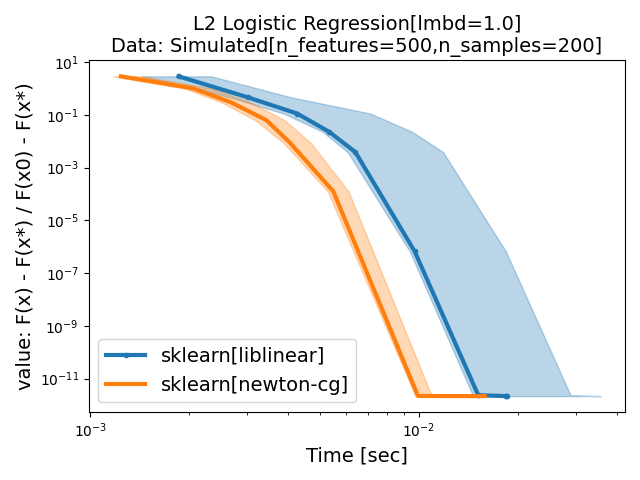 L2 Logistic Regression[lmbd=1.0]
Data: Simulated[n_features=500,n_samples=200]
value: F(x) - F(x*) / F(x0) - F(x*)
10¹
10⁻¹
10⁻³
10⁻⁵
10⁻⁷
10⁻⁹
10⁻¹¹
sklearn[liblinear]
sklearn[newton-cg]
10⁻³
10⁻²
Time [sec]